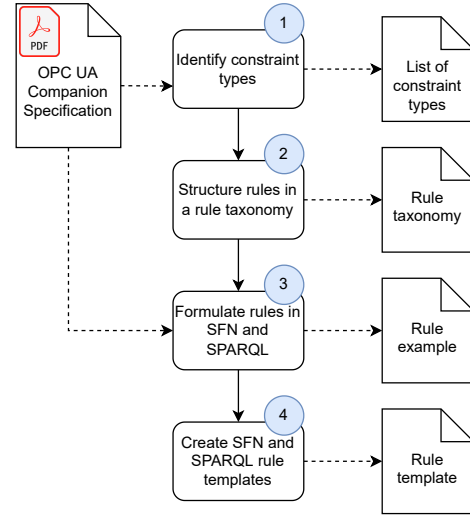 PDF
OPC UA
Companion
Specification
1
Identify constraint
types
List of
constraint
types
2
Structure rules in
a rule taxonomy
Rule
taxonomy
3
Formulate rules in
SFN and
SPARQL
Rule
example
4
Create SFN and
SPARQL rule
templates
Rule
template